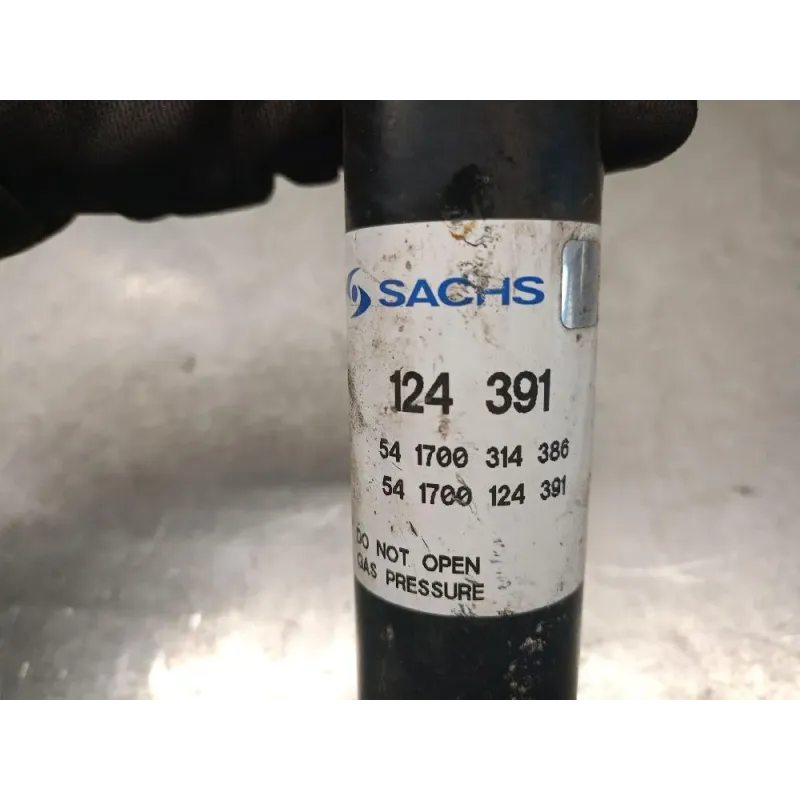 SACHS
124 391
54 1700 314 386
54 1700 124 391
DO NOT OPEN
GAS PRESSURE